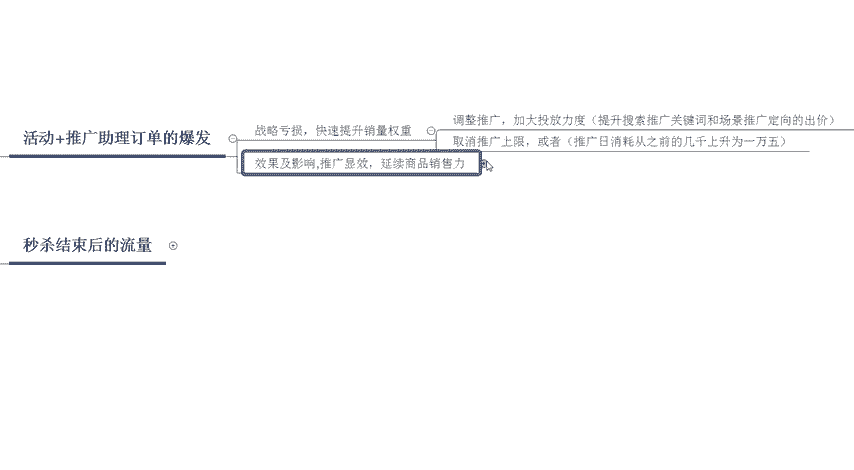 调整推广，加大投放力度（提升搜索推广关键词和场景推广定向的出价）
战略亏损，快速提升销量权重
活动+推广助理订单的爆发
取消推广上限，或者（推广日消耗从之前的几千上升为一万五）
效果及影响,推广显效，延续商品销售力
秒杀结束后的流量